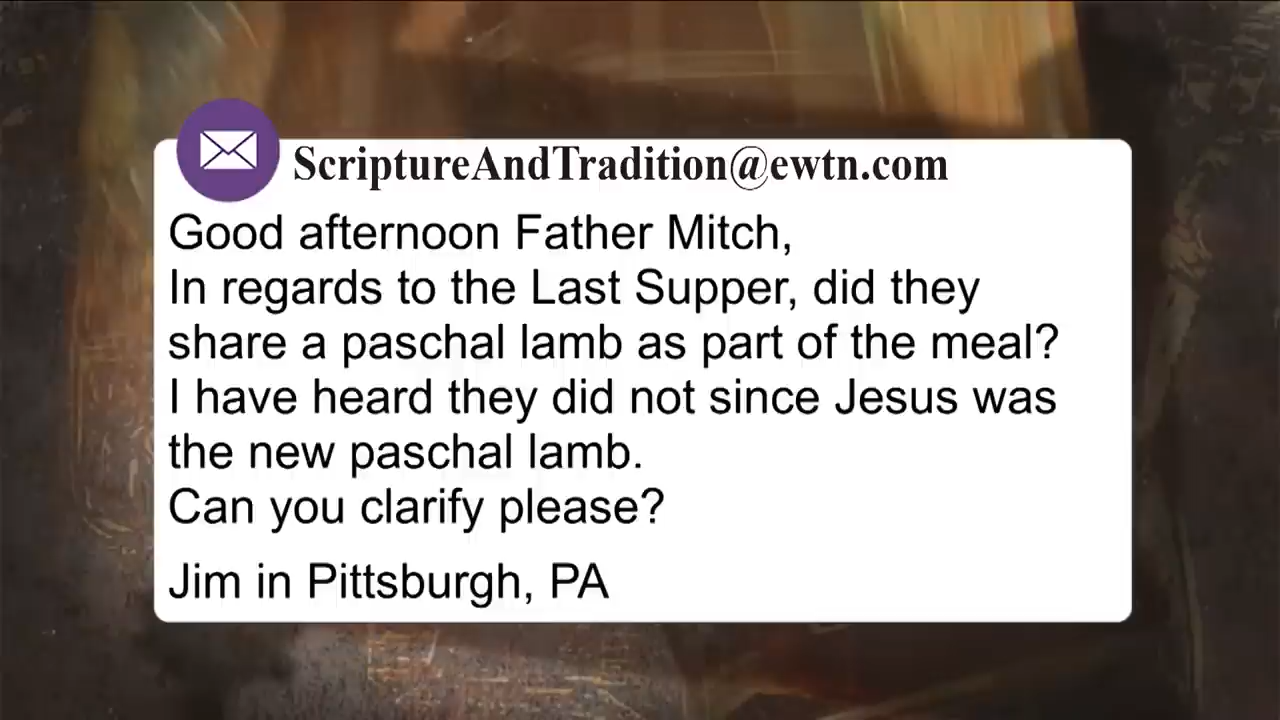 ScriptureAndTradition@ewtn.com
Good afternoon Father Mitch,
In regards to the Last Supper, did they
share a paschal lamb as part of the meal?
I have heard they did not since Jesus was
the new paschal lamb.
Can you clarify please?
Jim in Pittsburgh, PA